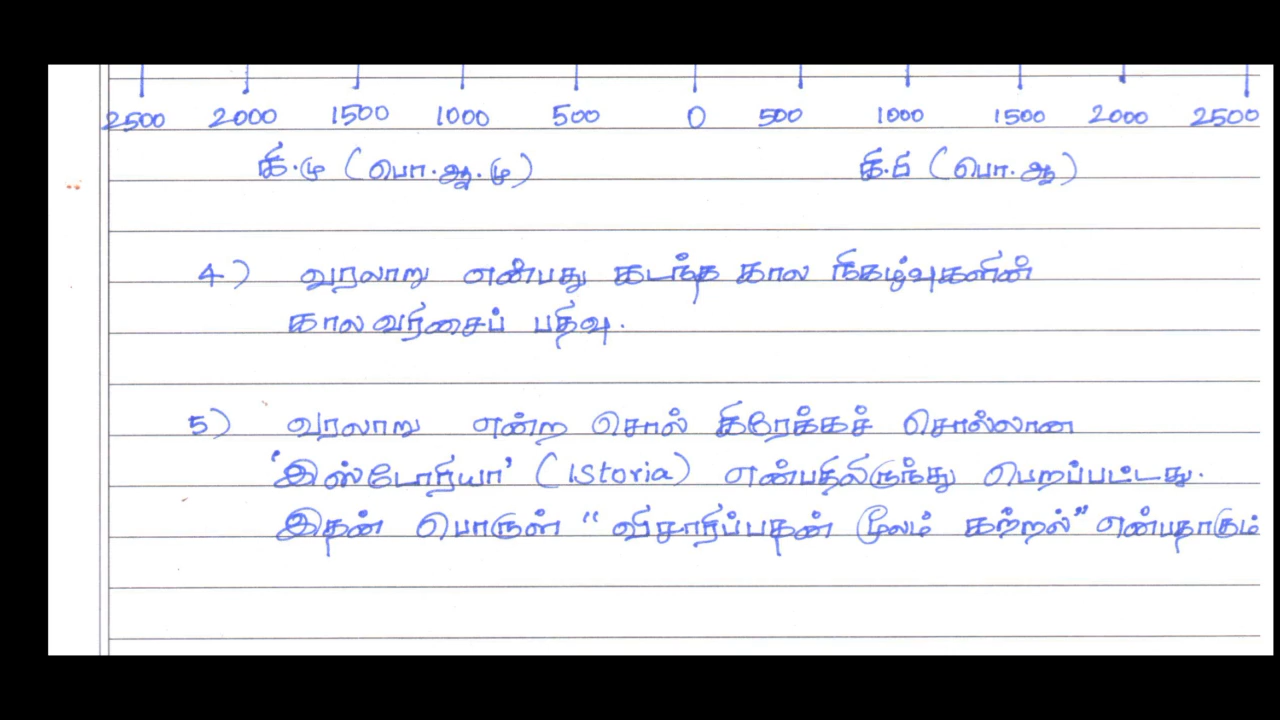 2500 2000 1500 1000 500 0 500 1000 1500 2000 2500
கி.மு (பொ.ஆ.மு) கி.பி (பொ.ஆ)
4) வரலாறு என்பது கடந்த கால நிகழ்வுகளின்
காலவரிசைப் பதிவு.
5) வரலாறு என்ற சொல் கிரேக்கச் சொல்லான
'இஸ்டோரியா' (Istoria) என்பதிலிருந்து பெறப்பட்டது.
இதன் பொருள் "விசாரிப்பதன் மூலம் கற்றல்" என்பதாகும்